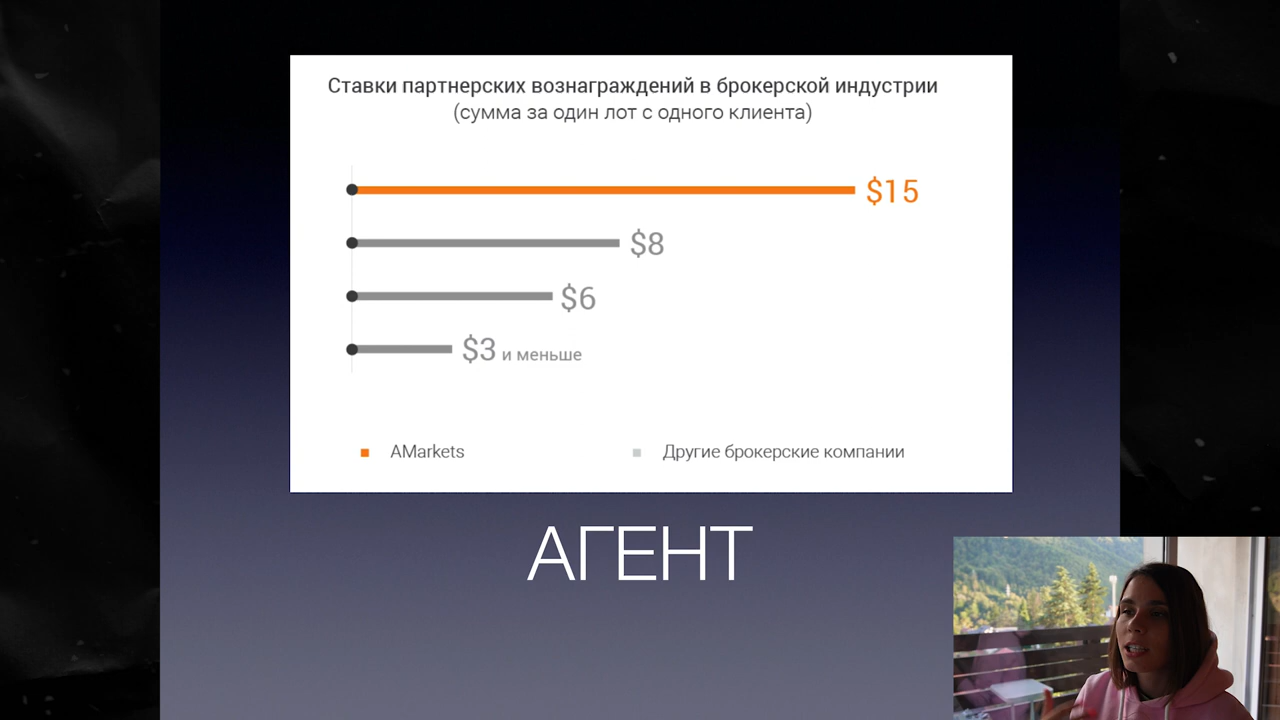 Ставки партнерских вознаграждений в брокерской индустрии
(сумма за один лот с одного клиента)
$15
$8
$6
$3 и меньше
AMarkets
Другие брокерские компании
АГЕНТ